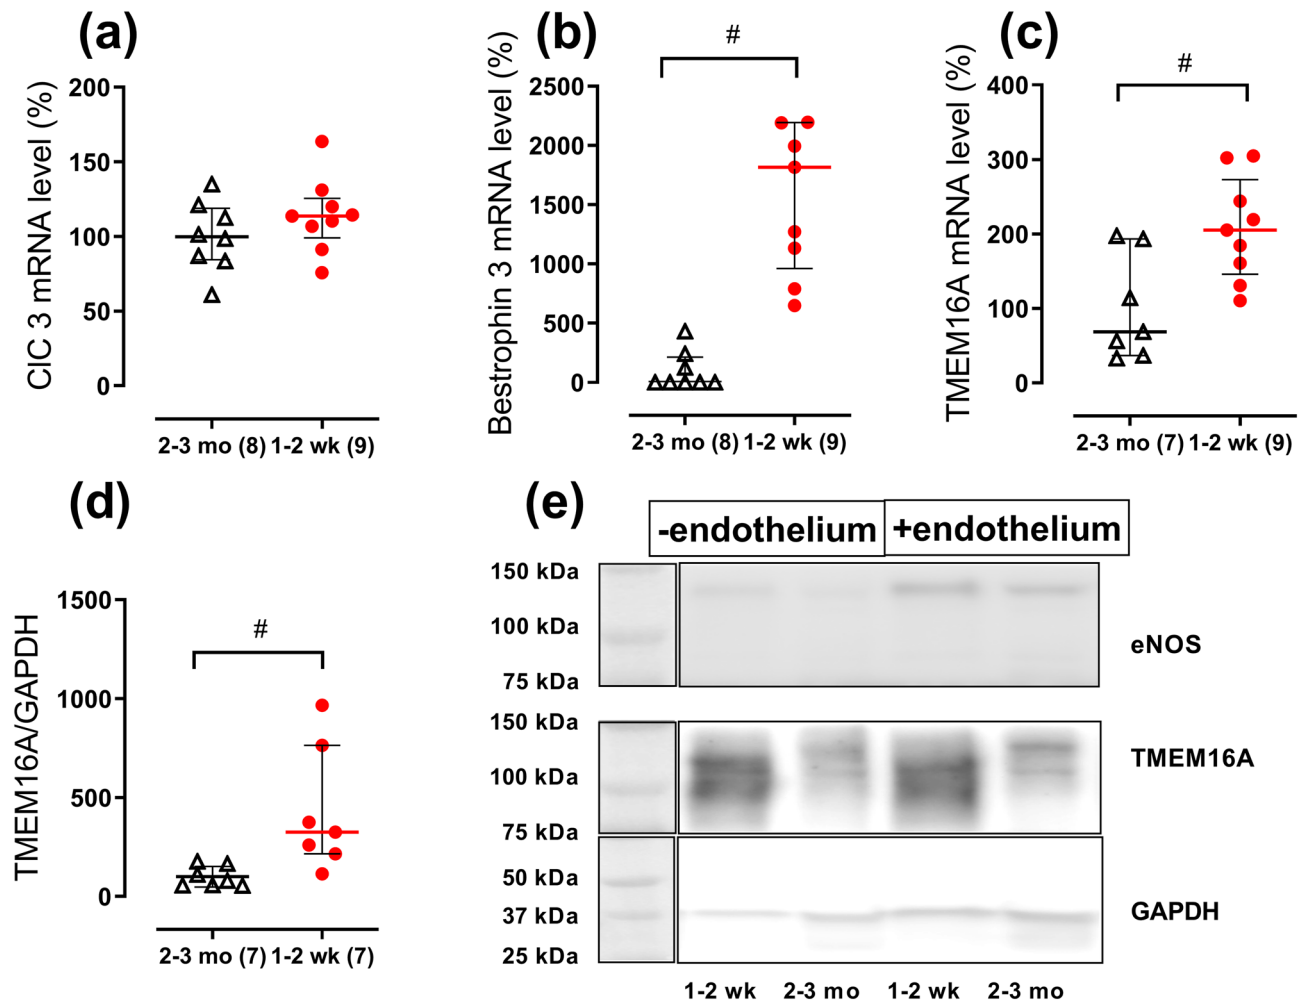 (a)
ClC 3 mRNA level (%)
200
150
100
50
0
2-3 mo (8) 1-2 wk (9)
(b)
Bestrophin 3 mRNA level (%)
#
2500
2000
1500
1000
500
0
2-3 mo (8) 1-2 wk (9)
(c)
TMEM16A mRNA level (%)
#
400
300
200
100
0
2-3 mo (7) 1-2 wk (9)
(d)
TMEM16A/GAPDH
#
1500
1000
500
0
2-3 mo (7) 1-2 wk (7)
(e)
-endothelium +endothelium
150 kDa
100 kDa
75 kDa
eNOS
150 kDa
100 kDa
75 kDa
TMEM16A
50 kDa
37 kDa
25 kDa
GAPDH
1-2 wk 2-3 mo 1-2 wk 2-3 mo